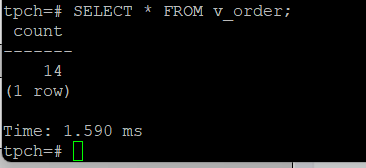 tpch=# SELECT * FROM v_order;
 count
-------
    14
(1 row)

Time: 1.590 ms
tpch=#